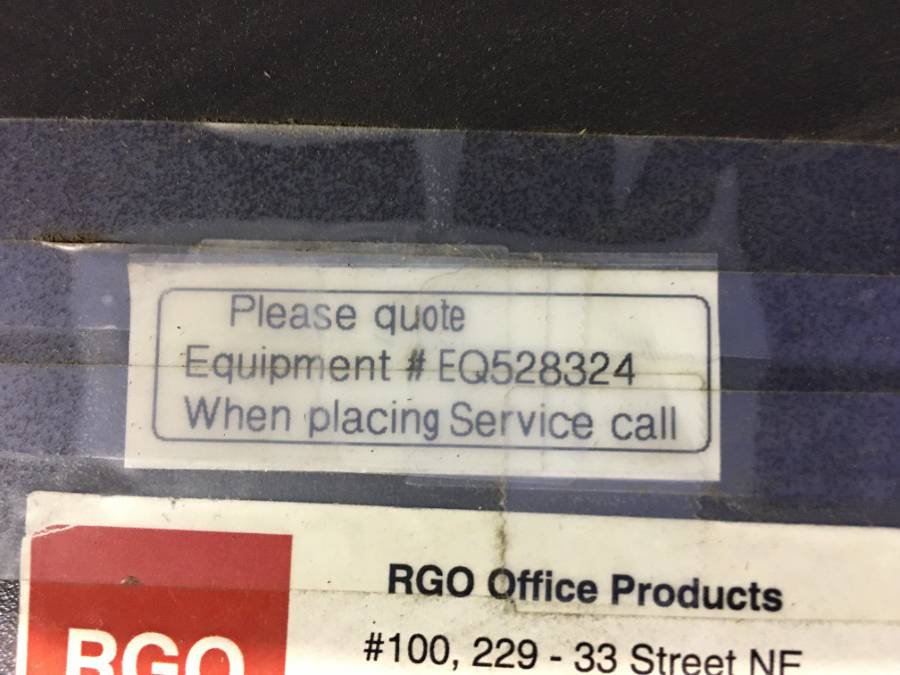 Please quote
Equipment # EQ528324
When placing Service call
RGO Office Products
#100, 229 - 33 Street NE
RGO